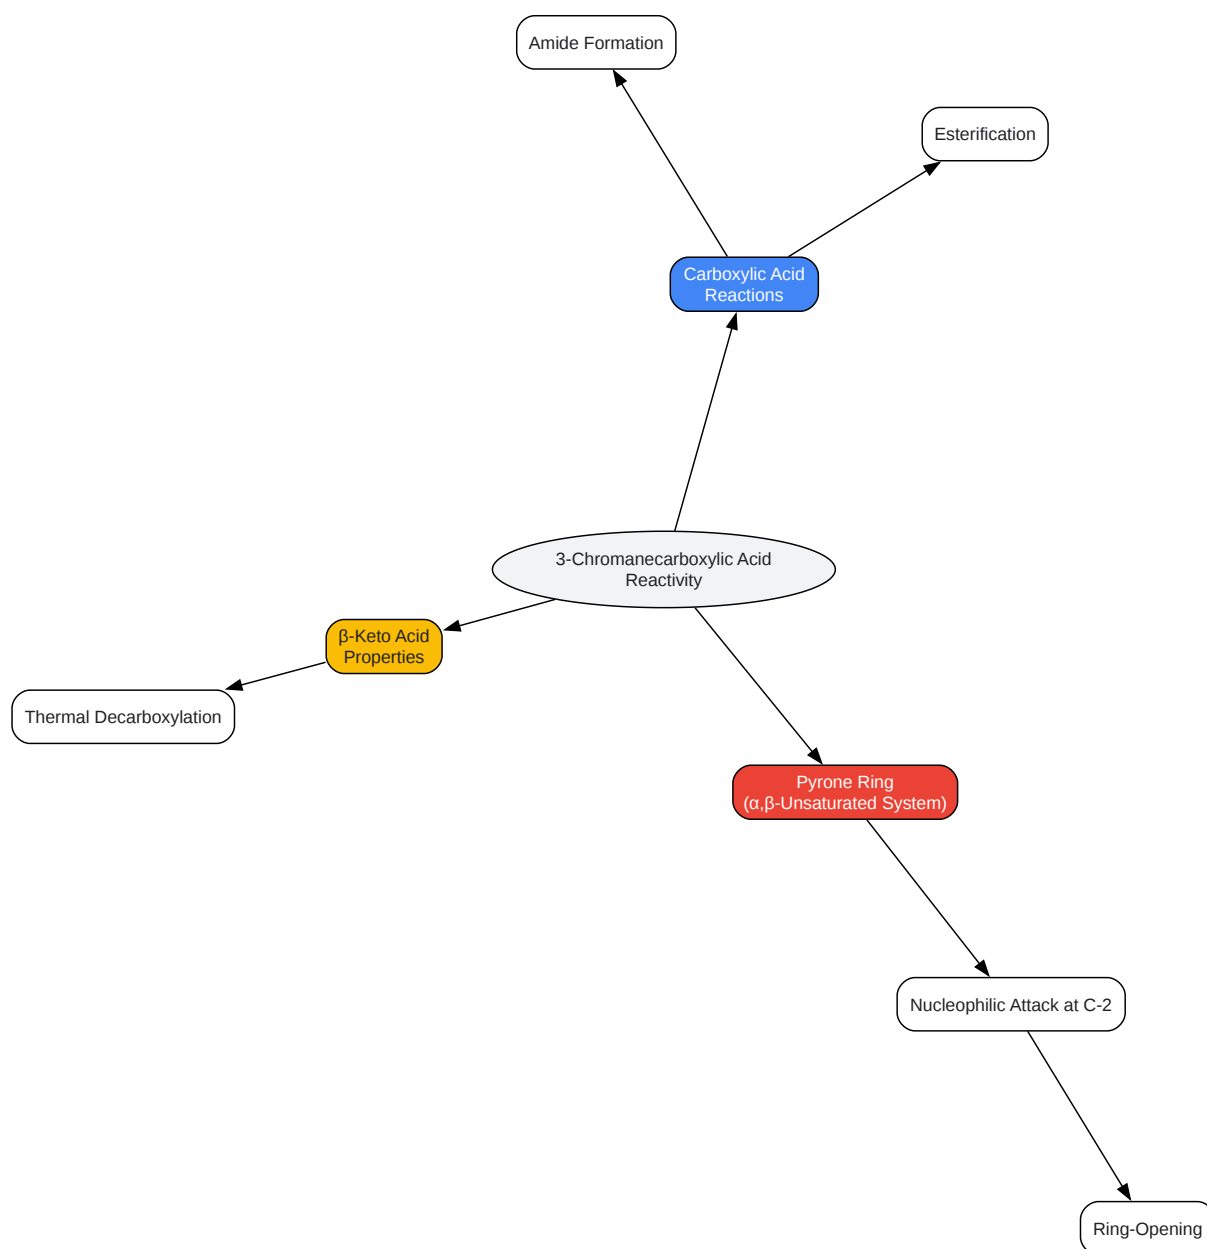 Amide Formation
Esterification
Carboxylic Acid
Reactions
3-Chromanecarboxylic Acid
Reactivity
β-Keto Acid
Properties
Thermal Decarboxylation
Pyrone Ring
(α,β-Unsaturated System)
Nucleophilic Attack at C-2
Ring-Opening